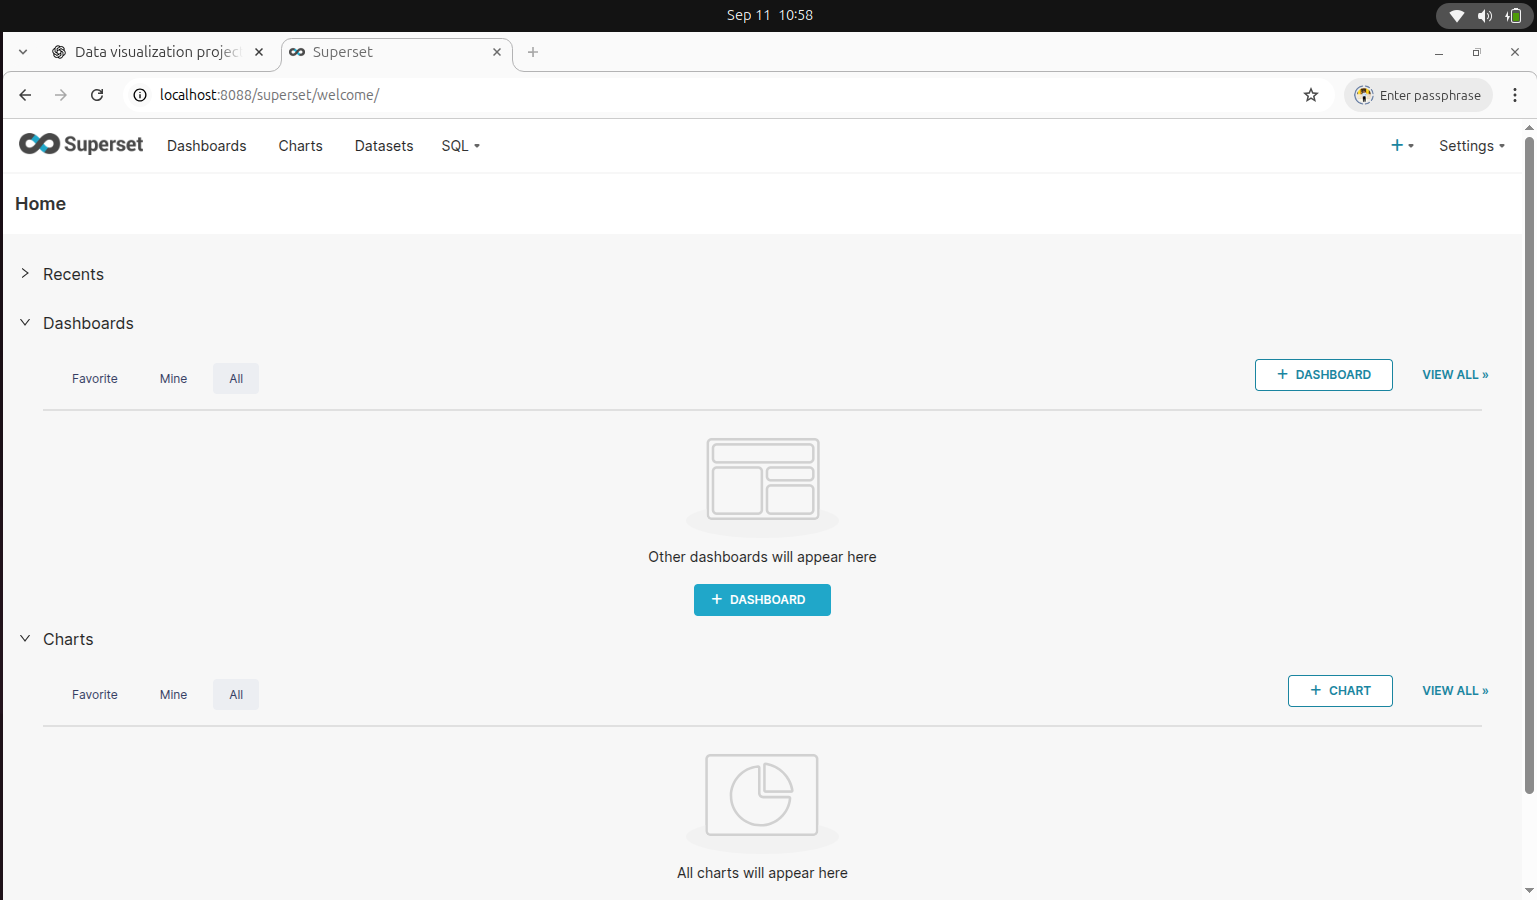 Sep 11 10:58
Data visualization projec
Superset
localhost:8088/superset/welcome/
Enter passphrase
Superset
Dashboards
Charts
Datasets
SQL
+
Settings
Home
Recents
Dashboards
Favorite
Mine
All
+ DASHBOARD
VIEW ALL »
Other dashboards will appear here
+ DASHBOARD
Charts
Favorite
Mine
All
+ CHART
VIEW ALL »
All charts will appear here